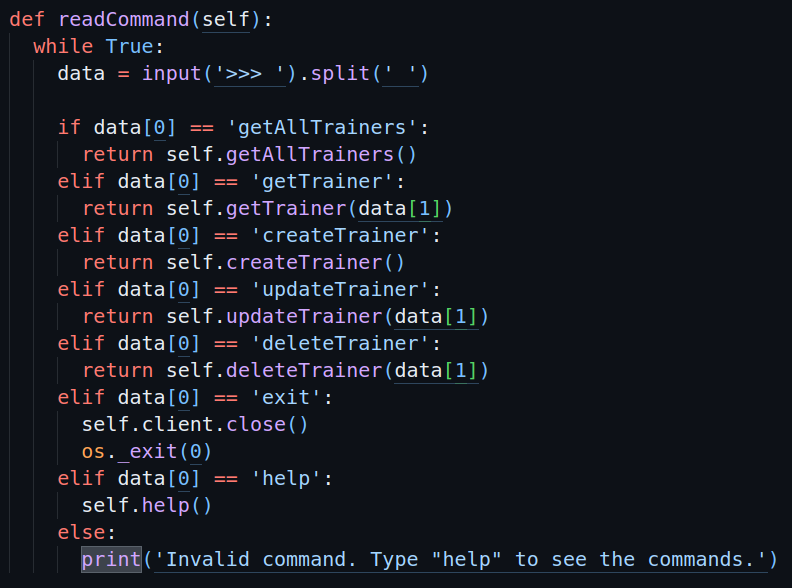 def readCommand(self):
  while True:
    data = input('>>> ').split(' ')

    if data[0] == 'getAllTrainers':
      return self.getAllTrainers()
    elif data[0] == 'getTrainer':
      return self.getTrainer(data[1])
    elif data[0] == 'createTrainer':
      return self.createTrainer()
    elif data[0] == 'updateTrainer':
      return self.updateTrainer(data[1])
    elif data[0] == 'deleteTrainer':
      return self.deleteTrainer(data[1])
    elif data[0] == 'exit':
      self.client.close()
      os._exit(0)
    elif data[0] == 'help':
      self.help()
    else:
      print('Invalid command. Type "help" to see the commands.')